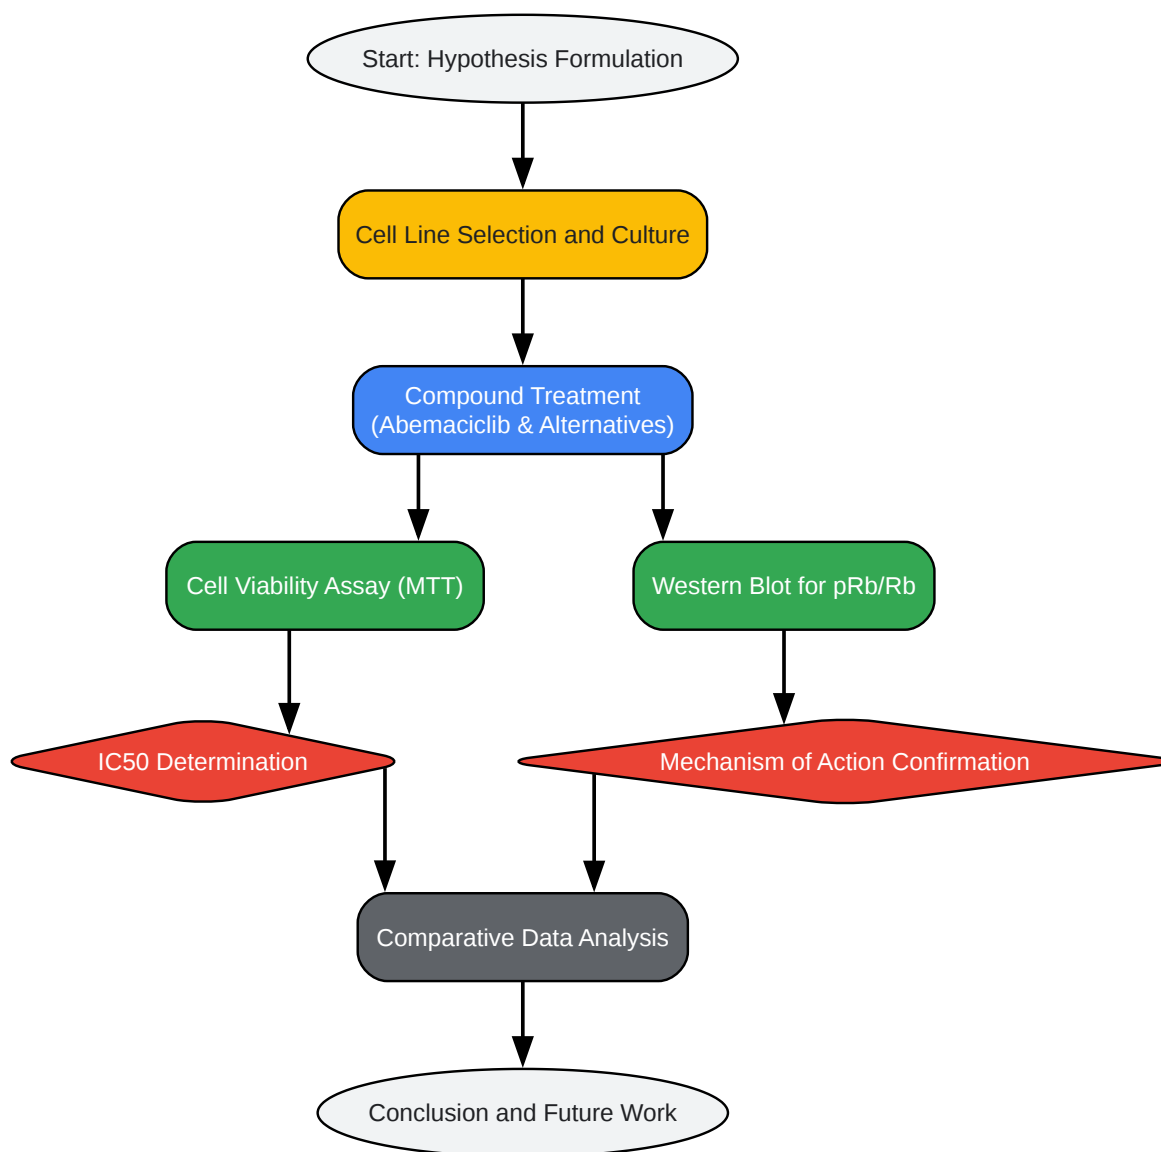 Start: Hypothesis Formulation
Cell Line Selection and Culture
Compound Treatment
(Abemaciclib & Alternatives)
Cell Viability Assay (MTT)
Western Blot for pRb/Rb
IC50 Determination
Mechanism of Action Confirmation
Comparative Data Analysis
Conclusion and Future Work